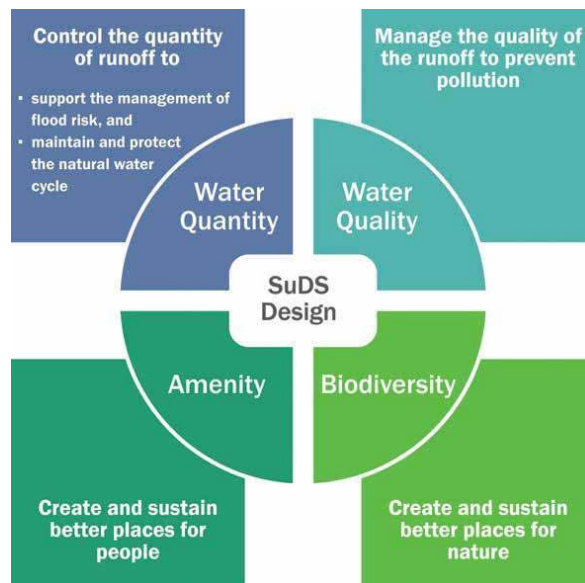 Control the quantity
of runoff to
▪ support the management of
flood risk, and
▪ maintain and protect
the natural water
cycle
Manage the quality of
the runoff to prevent
pollution
Water
Quantity
Water
Quality
SuDS
Design
Amenity
Biodiversity
Create and sustain
better places for
people
Create and sustain
better places for
nature